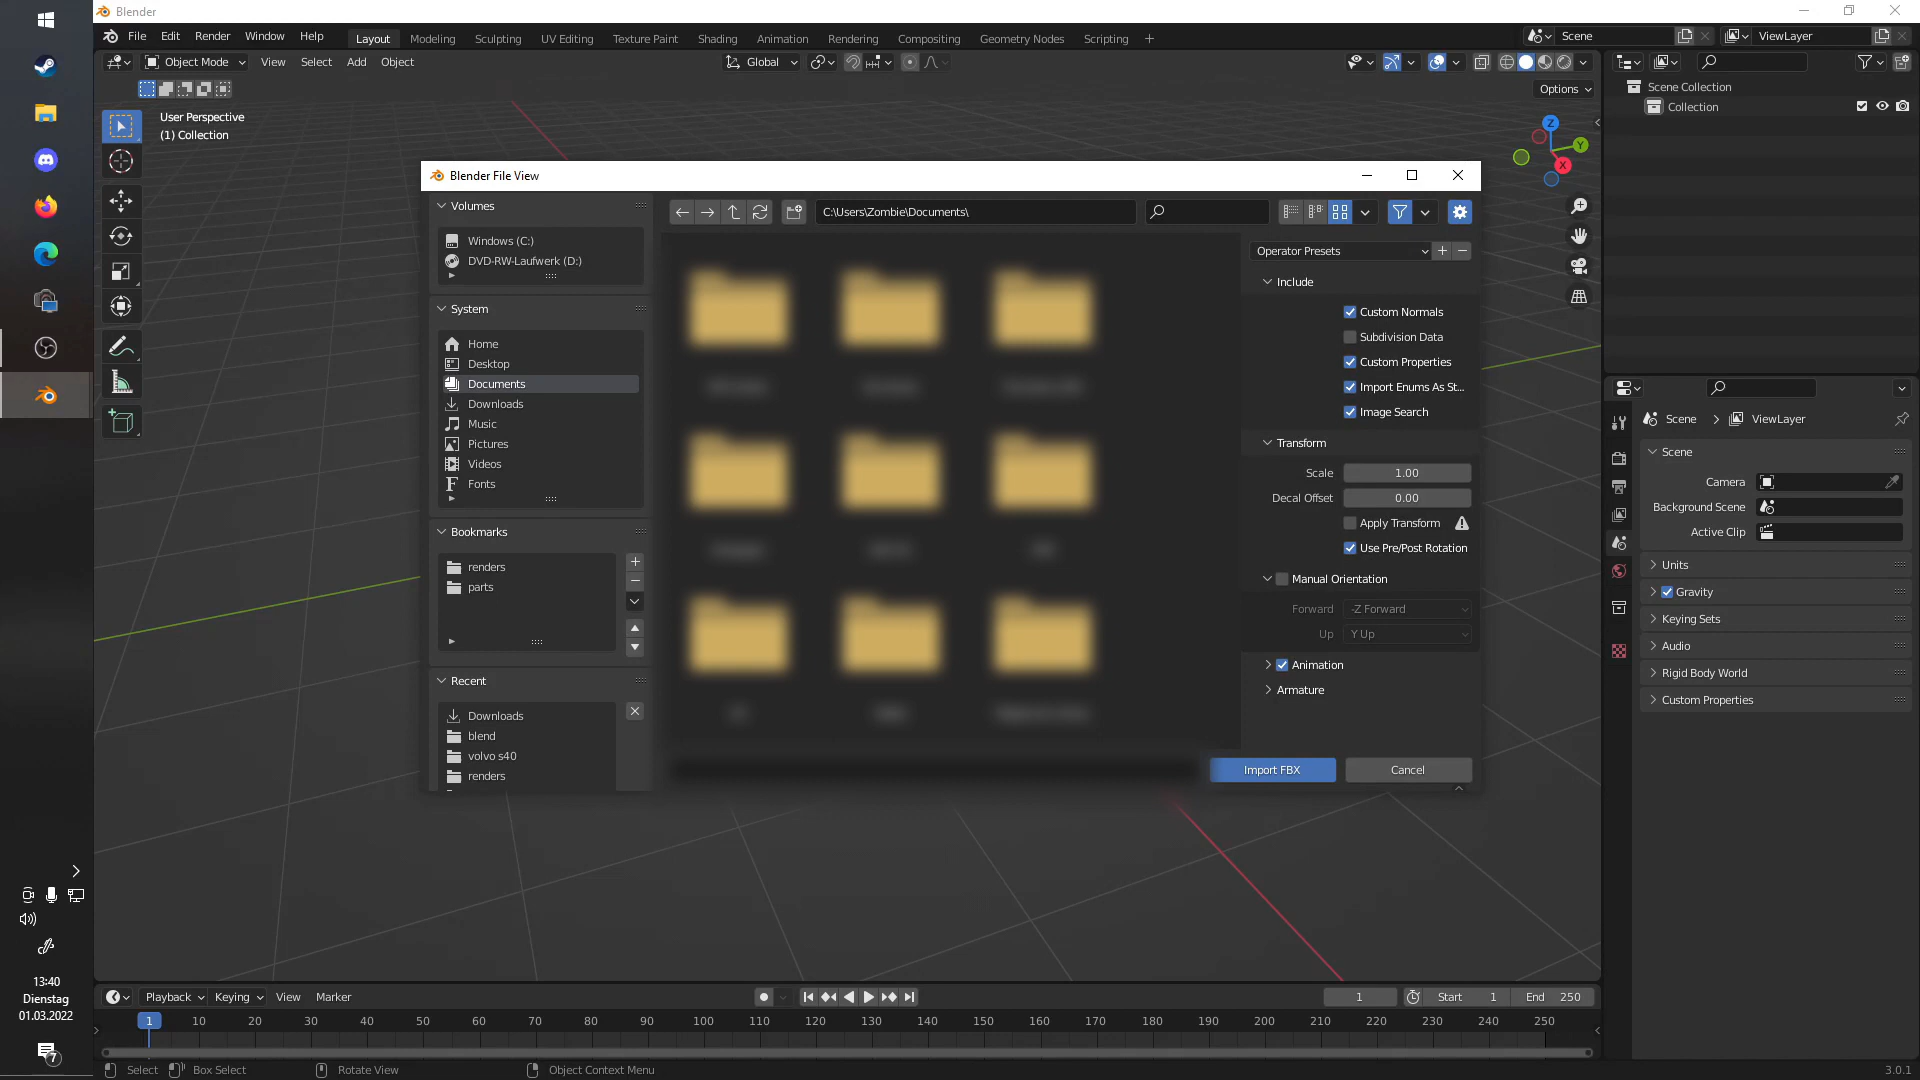 Blender
File Edit Render Window Help
Layout Modeling Sculpting UV Editing Texture Paint Shading Animation Rendering Compositing Geometry Nodes Scripting +
Scene
ViewLayer
Object Mode View Select Add Object
Global
Options
User Perspective
(1) Collection
Z
Y
X
Scene Collection
Collection
Blender File View
Volumes
Windows (C:)
DVD-RW-Laufwerk (D:)
System
Home
Desktop
Documents
Downloads
Music
Pictures
Videos
Fonts
Bookmarks
renders
parts
Recent
Downloads
blend
volvo s40
renders
C:\Users\Zombie\Documents\
Operator Presets
Include
Custom Normals
Subdivision Data
Custom Properties
Import Enums As St...
Image Search
Transform
Scale 1.00
Decal Offset 0.00
Apply Transform
Use Pre/Post Rotation
Manual Orientation
Forward -Z Forward
Up Y Up
Animation
Armature
Import FBX Cancel
Scene ViewLayer
Scene
Camera
Background Scene
Active Clip
Units
Gravity
Keying Sets
Audio
Rigid Body World
Custom Properties
13:40
Dienstag
01.03.2022
7
Playback Keying View Marker
1 Start 1 End 250
1 10 20 30 40 50 60 70 80 90 100 110 120 130 140 150 160 170 180 190 200 210 220 230 240 250
Select Box Select Rotate View Object Context Menu
3.0.1